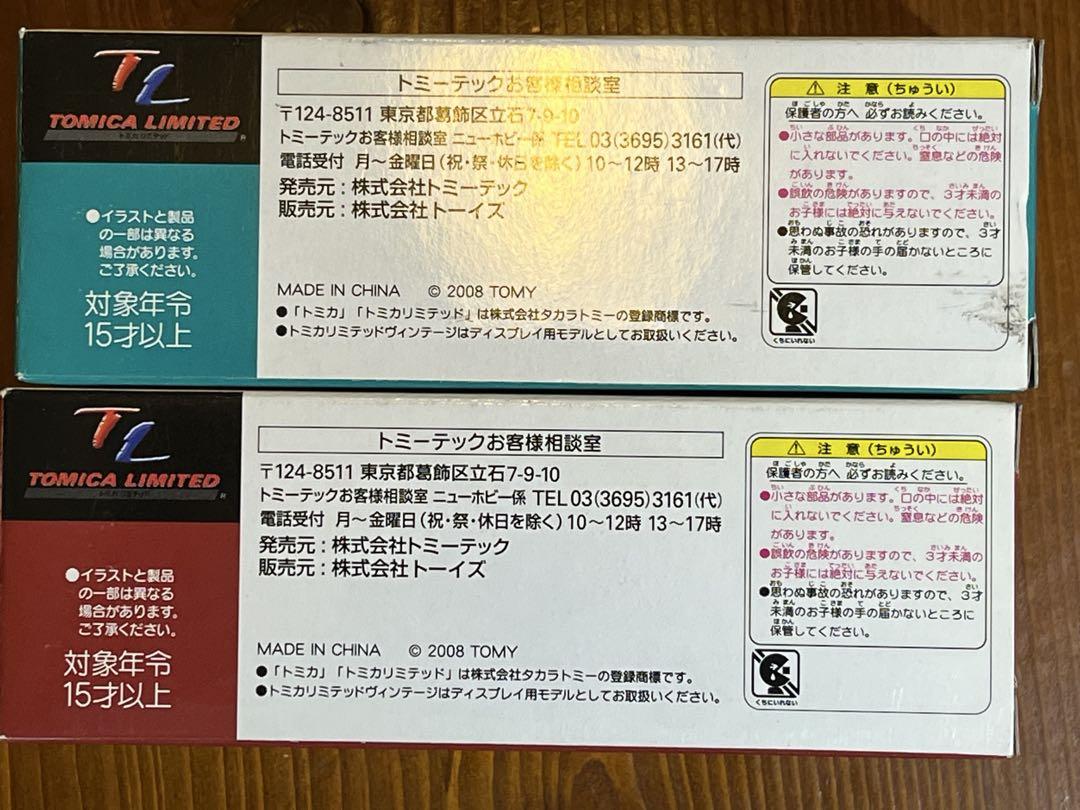 TL
TOMICA LIMITED
トミカリミテッド
●イラストと製品
の一部は異なる
場合があります。
ご了承ください。
対象年令
15才以上
トミーテックお客様相談室
〒124-8511 東京都葛飾区立石7-9-10
トミーテックお客様相談室 ニューホビー係 TEL 03(3695)3161(代)
電話受付 月〜金曜日(祝・祭・休日を除く)10〜12時 13〜17時
発売元:株式会社トミーテック
販売元:株式会社トーイズ
MADE IN CHINA © 2008 TOMY
●「トミカ」「トミカリミテッド」は株式会社タカラトミーの登録商標です。
●トミカリミテッドヴィンテージはディスプレイ用モデルとしてお取扱いください。
注 意(ちゅうい)
保護者の方へ 必ずお読みください。
●小さな部品があります。口の中には絶対
に入れないでください。窒息などの危険
があります。
●誤飲の危険がありますので、3才未満の
お子様には絶対に与えないでください。
●思わぬ事故の恐れがありますので、3才
未満のお子様の手の届かないところに
保管してください。
くちにいれない
TL
TOMICA LIMITED
トミカリミテッド
●イラストと製品
の一部は異なる
場合があります。
ご了承ください。
対象年令
15才以上
トミーテックお客様相談室
〒124-8511 東京都葛飾区立石7-9-10
トミーテックお客様相談室 ニューホビー係 TEL 03(3695)3161(代)
電話受付 月〜金曜日(祝・祭・休日を除く)10〜12時 13〜17時
発売元:株式会社トミーテック
販売元:株式会社トーイズ
MADE IN CHINA © 2008 TOMY
●「トミカ」「トミカリミテッド」は株式会社タカラトミーの登録商標です。
●トミカリミテッドヴィンテージはディスプレイ用モデルとしてお取扱いください。
注 意(ちゅうい)
保護者の方へ 必ずお読みください。
●小さな部品があります。口の中には絶対
に入れないでください。窒息などの危険
があります。
●誤飲の危険がありますので、3才未満の
お子様には絶対に与えないでください。
●思わぬ事故の恐れがありますので、3才
未満のお子様の手の届かないところに
保管してください。
くちにいれない